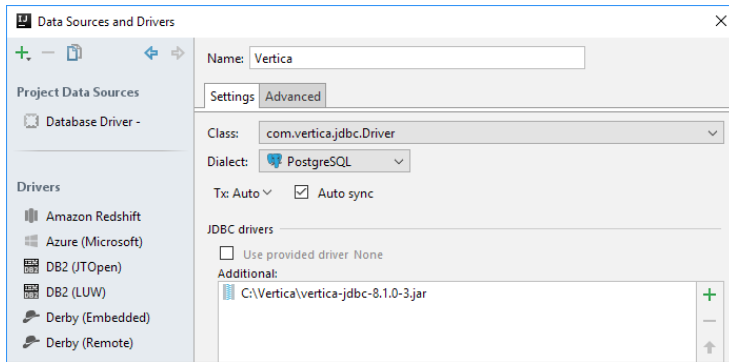 Data Sources and Drivers
Name: Vertica
Project Data Sources
Settings Advanced
Database Driver -
Class: com.vertica.jdbc.Driver
Dialect: PostgreSQL
Drivers
Tx: Auto Auto sync
Amazon Redshift
JDBC drivers
Azure (Microsoft)
Use provided driver None
DB2 (JTOpen)
Additional:
DB2 (LUW)
C:\Vertica\vertica-jdbc-8.1.0-3.jar
Derby (Embedded)
Derby (Remote)